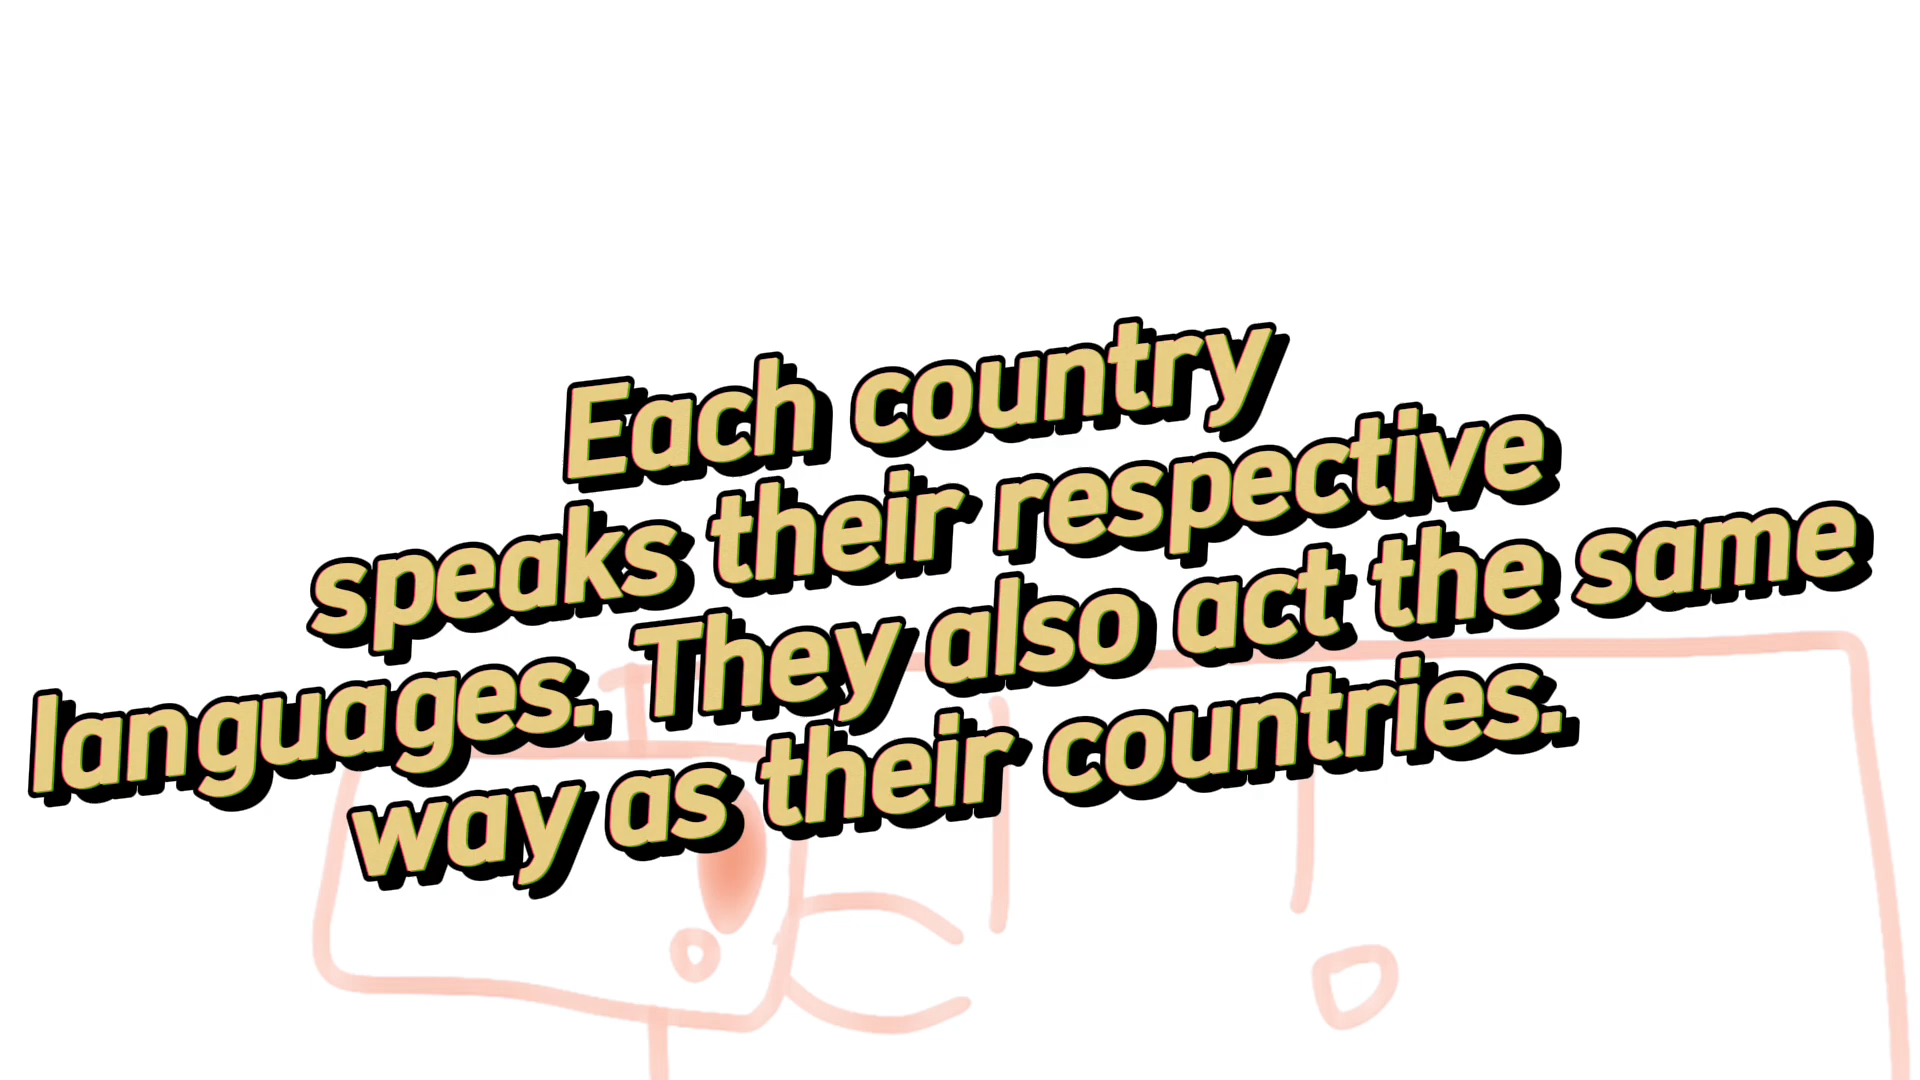 Each country
speaks their respective
languages. They also act the same
way as their countries.